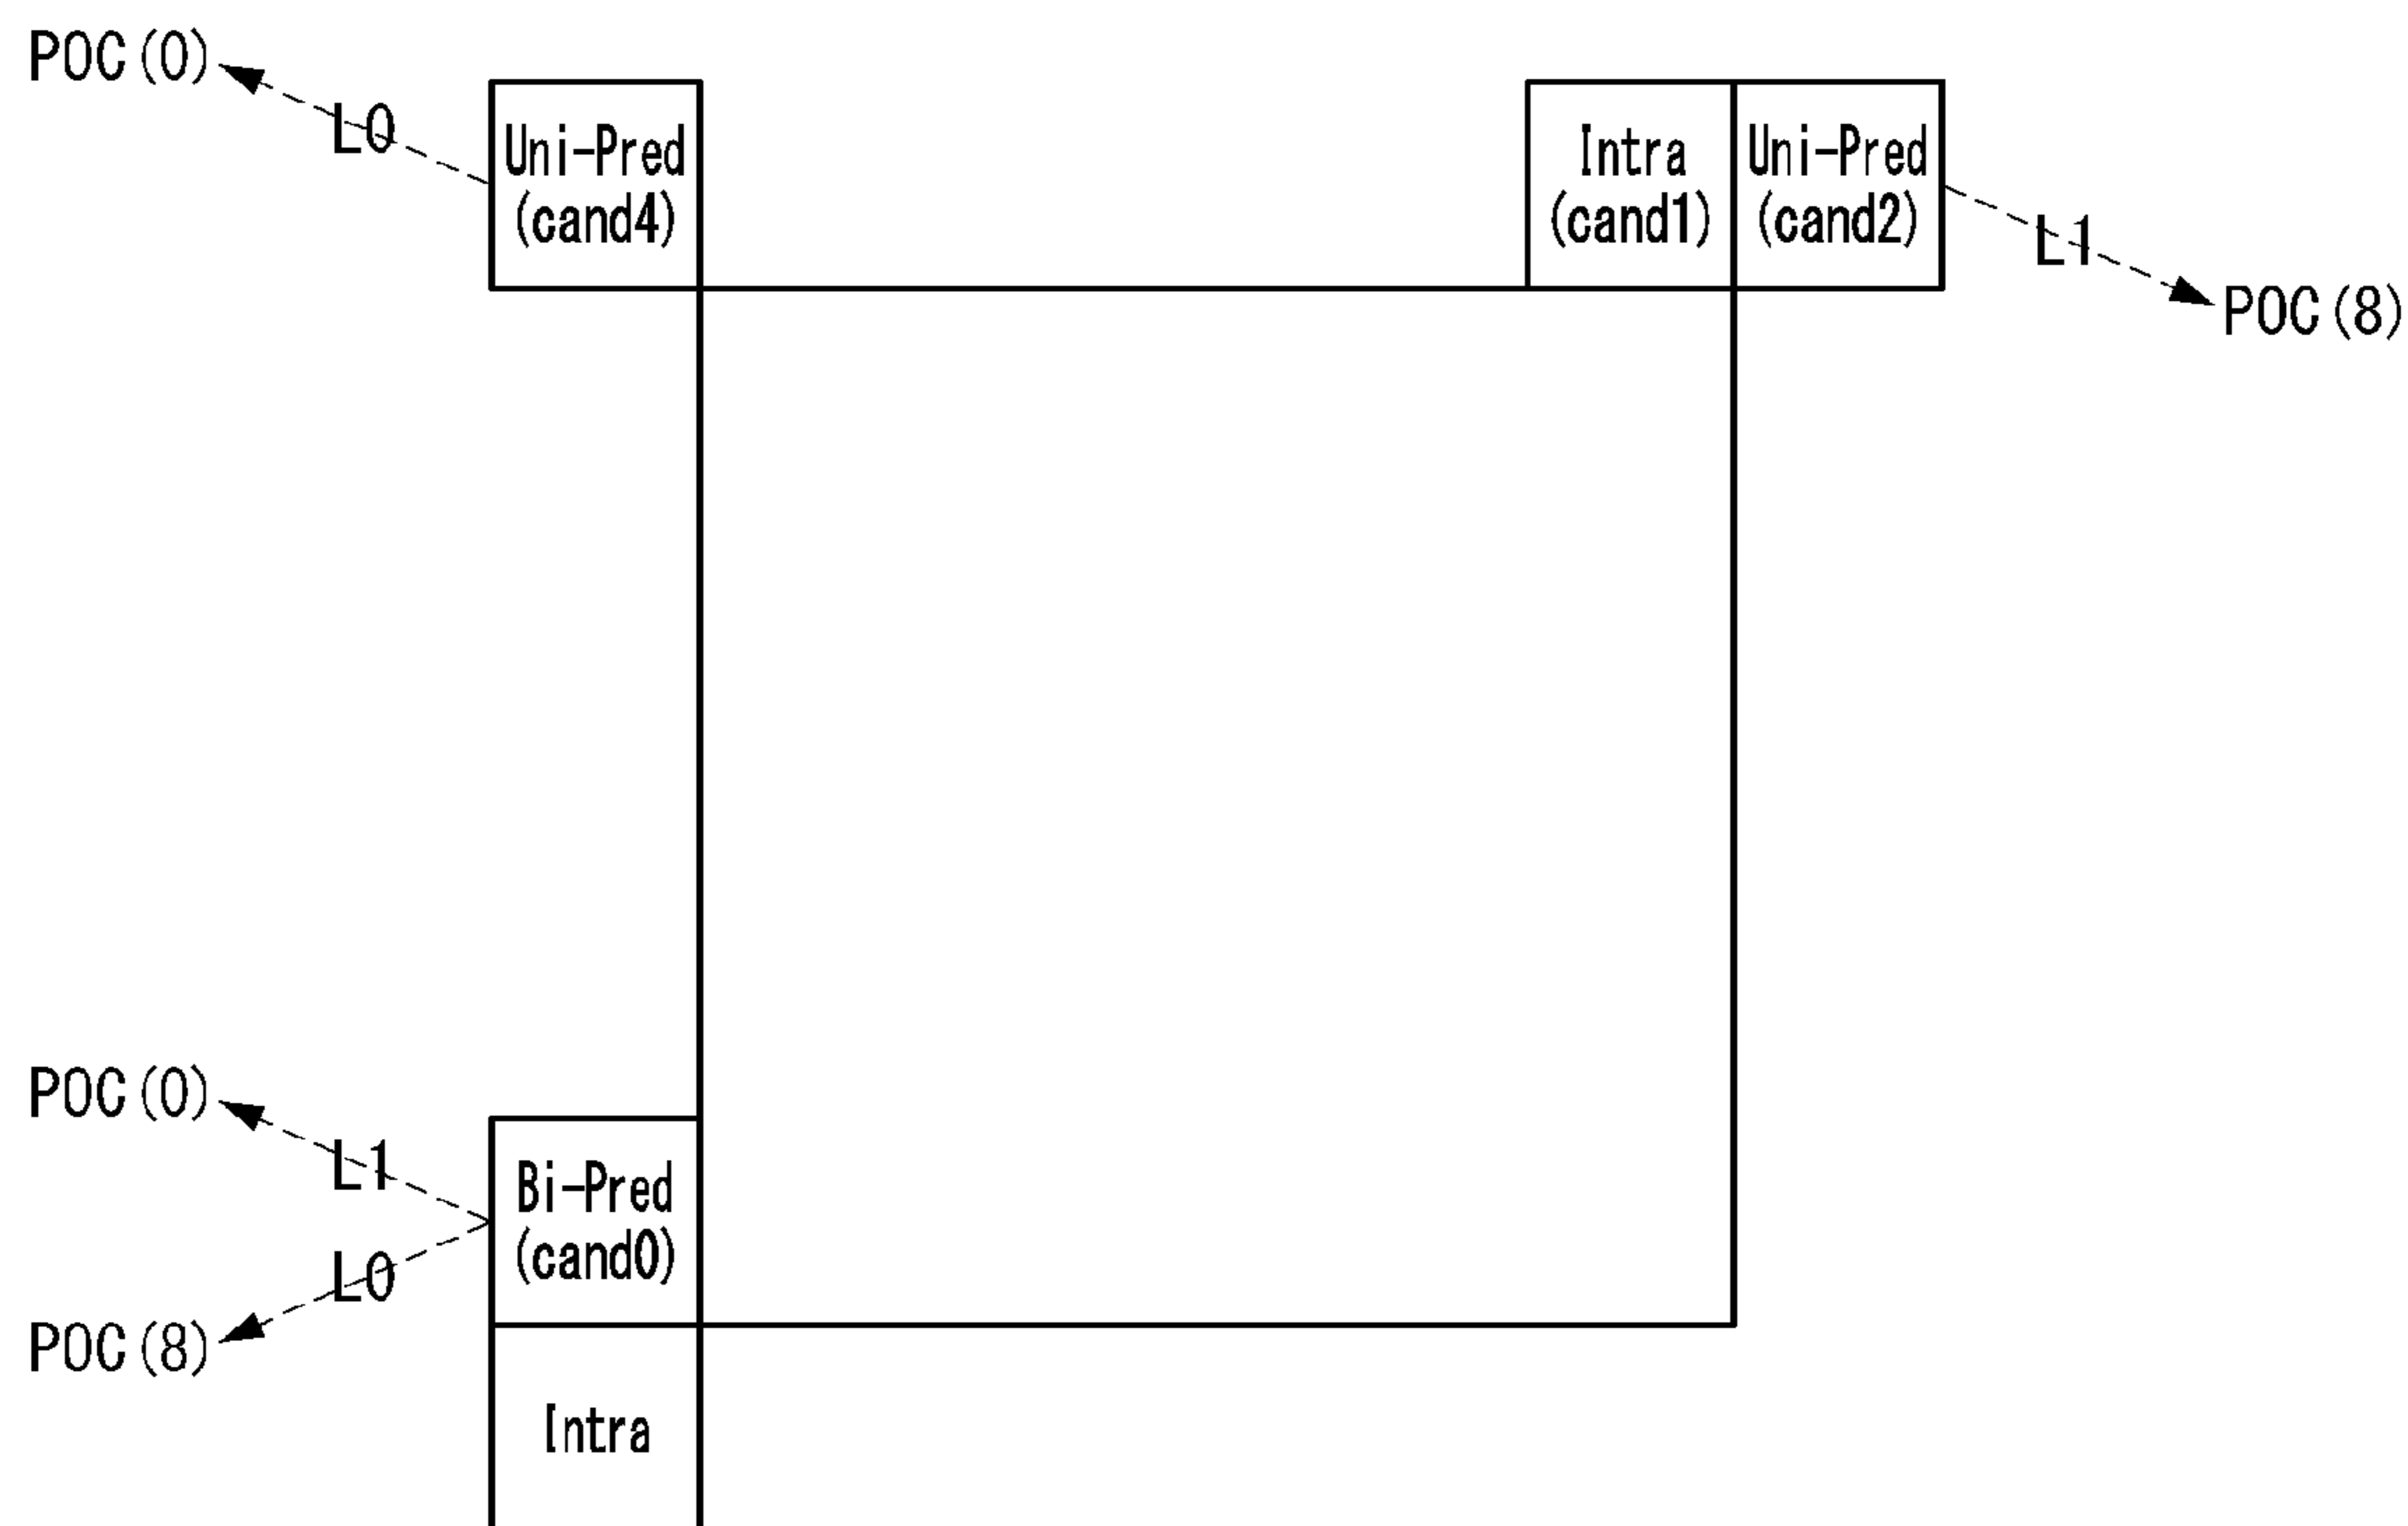 POC(0)
L0
Uni-Pred
(cand4)
Intra
(cand1)
Uni-Pred
(cand2)
L1
POC(8)
POC(0)
L1
Bi-Pred
(cand0)
L0
POC(8)
Intra